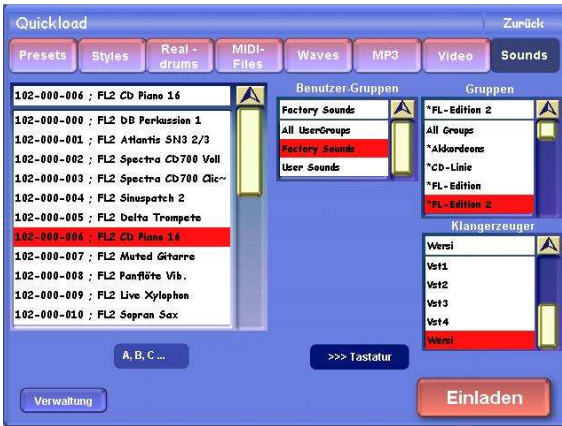 Quickload
Zurück
Presets
Styles
Real -
drums
MIDI-
Files
Waves
MP3
Video
Sounds
102-000-006 ; FL2 CD Piano 16
102-000-000 ; FL2 DB Perkussion 1
102-000-001 ; FL2 Atlantis SN3 2/3
102-000-002 ; FL2 Spectra CD700 Voll
102-000-003 ; FL2 Spectra CD700 Clic~
102-000-004 ; FL2 Sinuspatch 2
102-000-005 ; FL2 Delta Trompete
102-000-006 ; FL2 CD Piano 16
102-000-007 ; FL2 Muted Gitarre
102-000-008 ; FL2 Panflöte Vib.
102-000-009 ; FL2 Live Xylophon
102-000-010 ; FL2 Sopran Sax
Benutzer-Gruppen
Factory Sounds
All UserGroups
Factory Sounds
User Sounds
Gruppen
*FL-Edition 2
All Groups
*Akkordeons
*CD-Linie
*FL-Edition
*FL-Edition 2
Klangerzeuger
Wersi
Vst1
Vst2
Vst3
Vst4
Wersi
A, B, C ...
>>> Tastatur
Verwaltung
Einladen